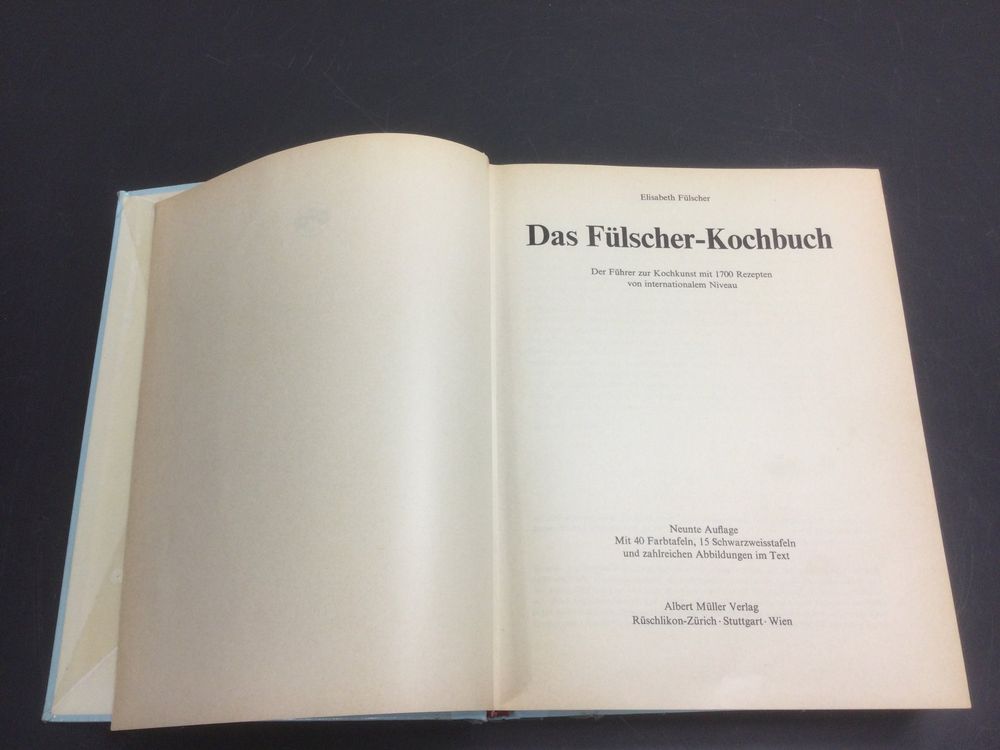 Elisabeth Fülscher
Das Fülscher-Kochbuch
Der Führer zur Kochkunst mit 1700 Rezepten
von internationalem Niveau
Neunte Auflage
Mit 40 Farbtafeln, 15 Schwarzweisstafeln
und zahlreichen Abbildungen im Text
Albert Müller Verlag
Rüschlikon-Zürich · Stuttgart · Wien